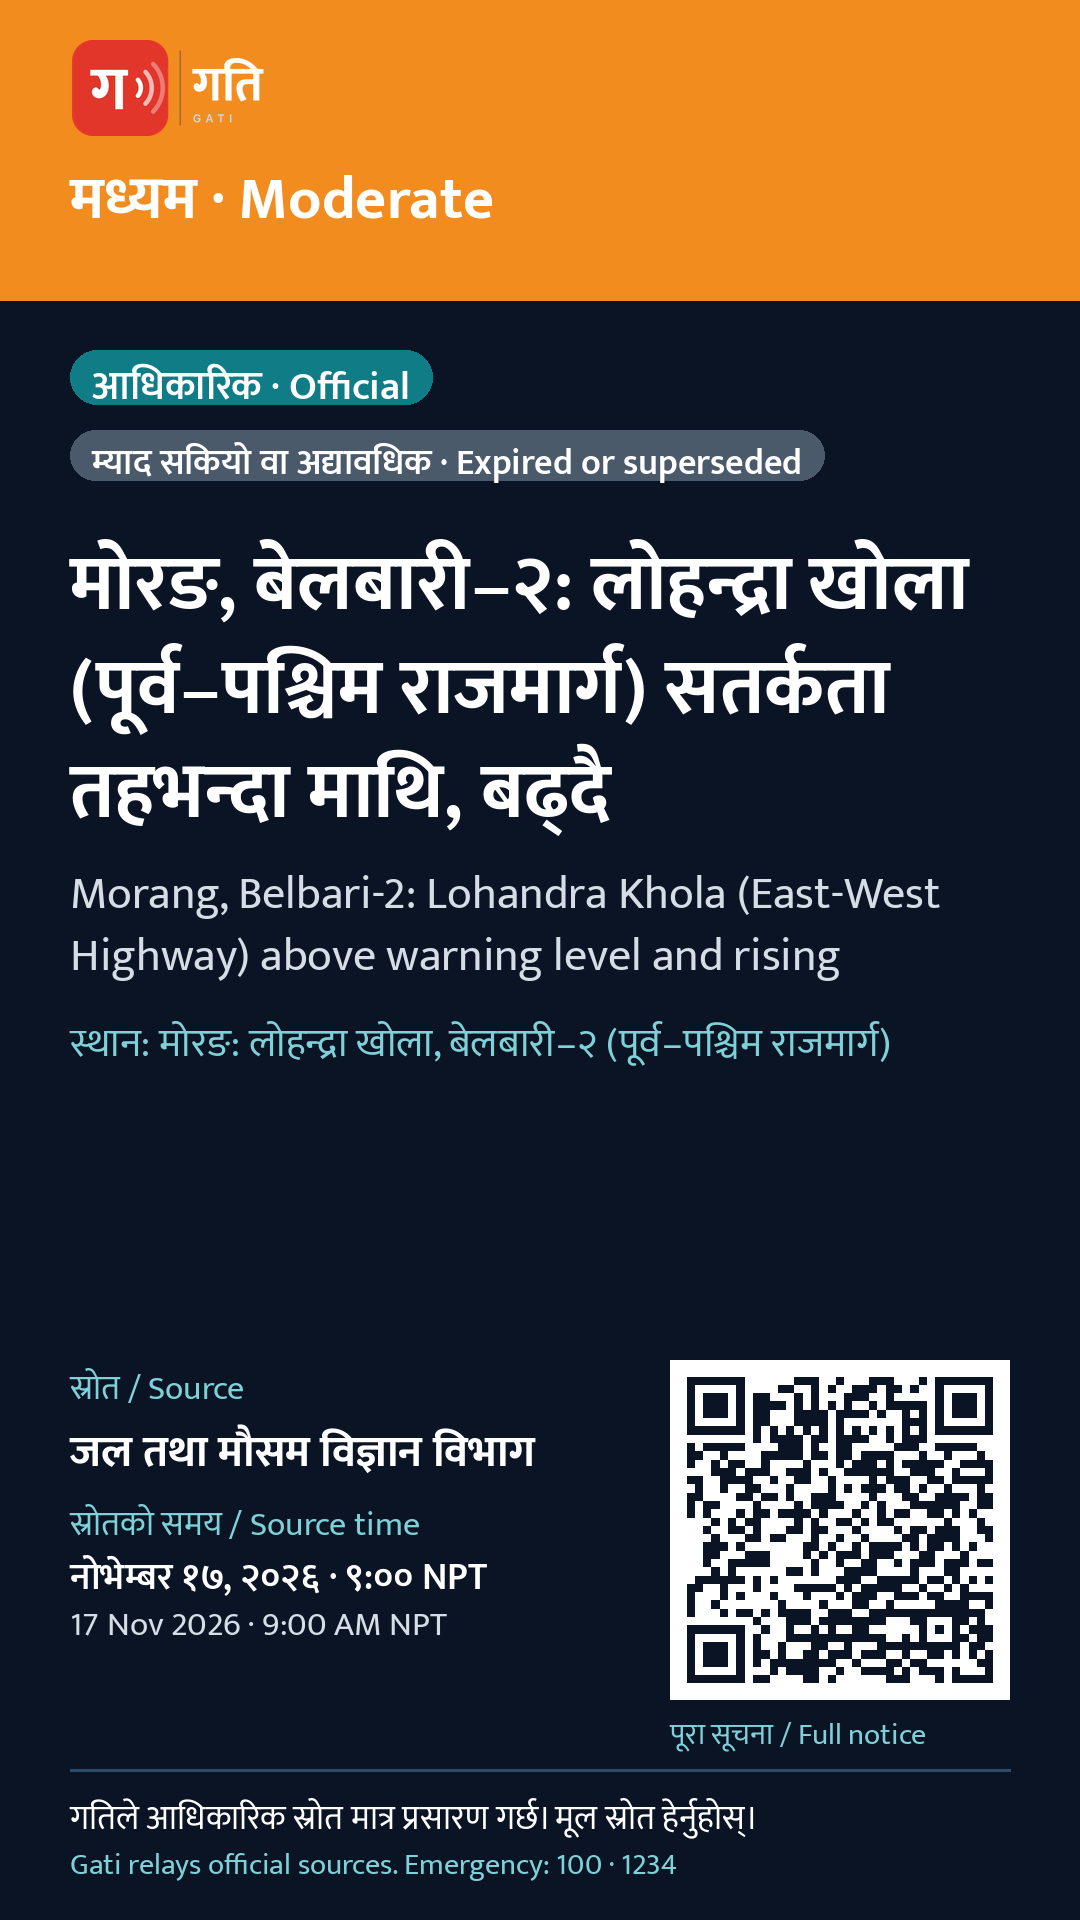 ग
गति
GATI
मध्यम · Moderate
आधिकारिक · Official
म्याद सकियो वा अद्यावधिक · Expired or superseded
मोरङ, बेलबारी–२: लोहन्द्रा खोला
(पूर्व–पश्चिम राजमार्ग) सतर्कता
तहभन्दा माथि, बढ्दै
Morang, Belbari-2: Lohandra Khola (East-West
Highway) above warning level and rising
स्थान: मोरङ: लोहन्द्रा खोला, बेलबारी–२ (पूर्व–पश्चिम राजमार्ग)
स्रोत / Source
जल तथा मौसम विज्ञान विभाग
स्रोतको समय / Source time
नोभेम्बर १७, २०२६ · ९:०० NPT
17 Nov 2026 · 9:00 AM NPT
पूरा सूचना / Full notice
गतिले आधिकारिक स्रोत मात्र प्रसारण गर्छ। मूल स्रोत हेर्नुहोस्।
Gati relays official sources. Emergency: 100 · 1234